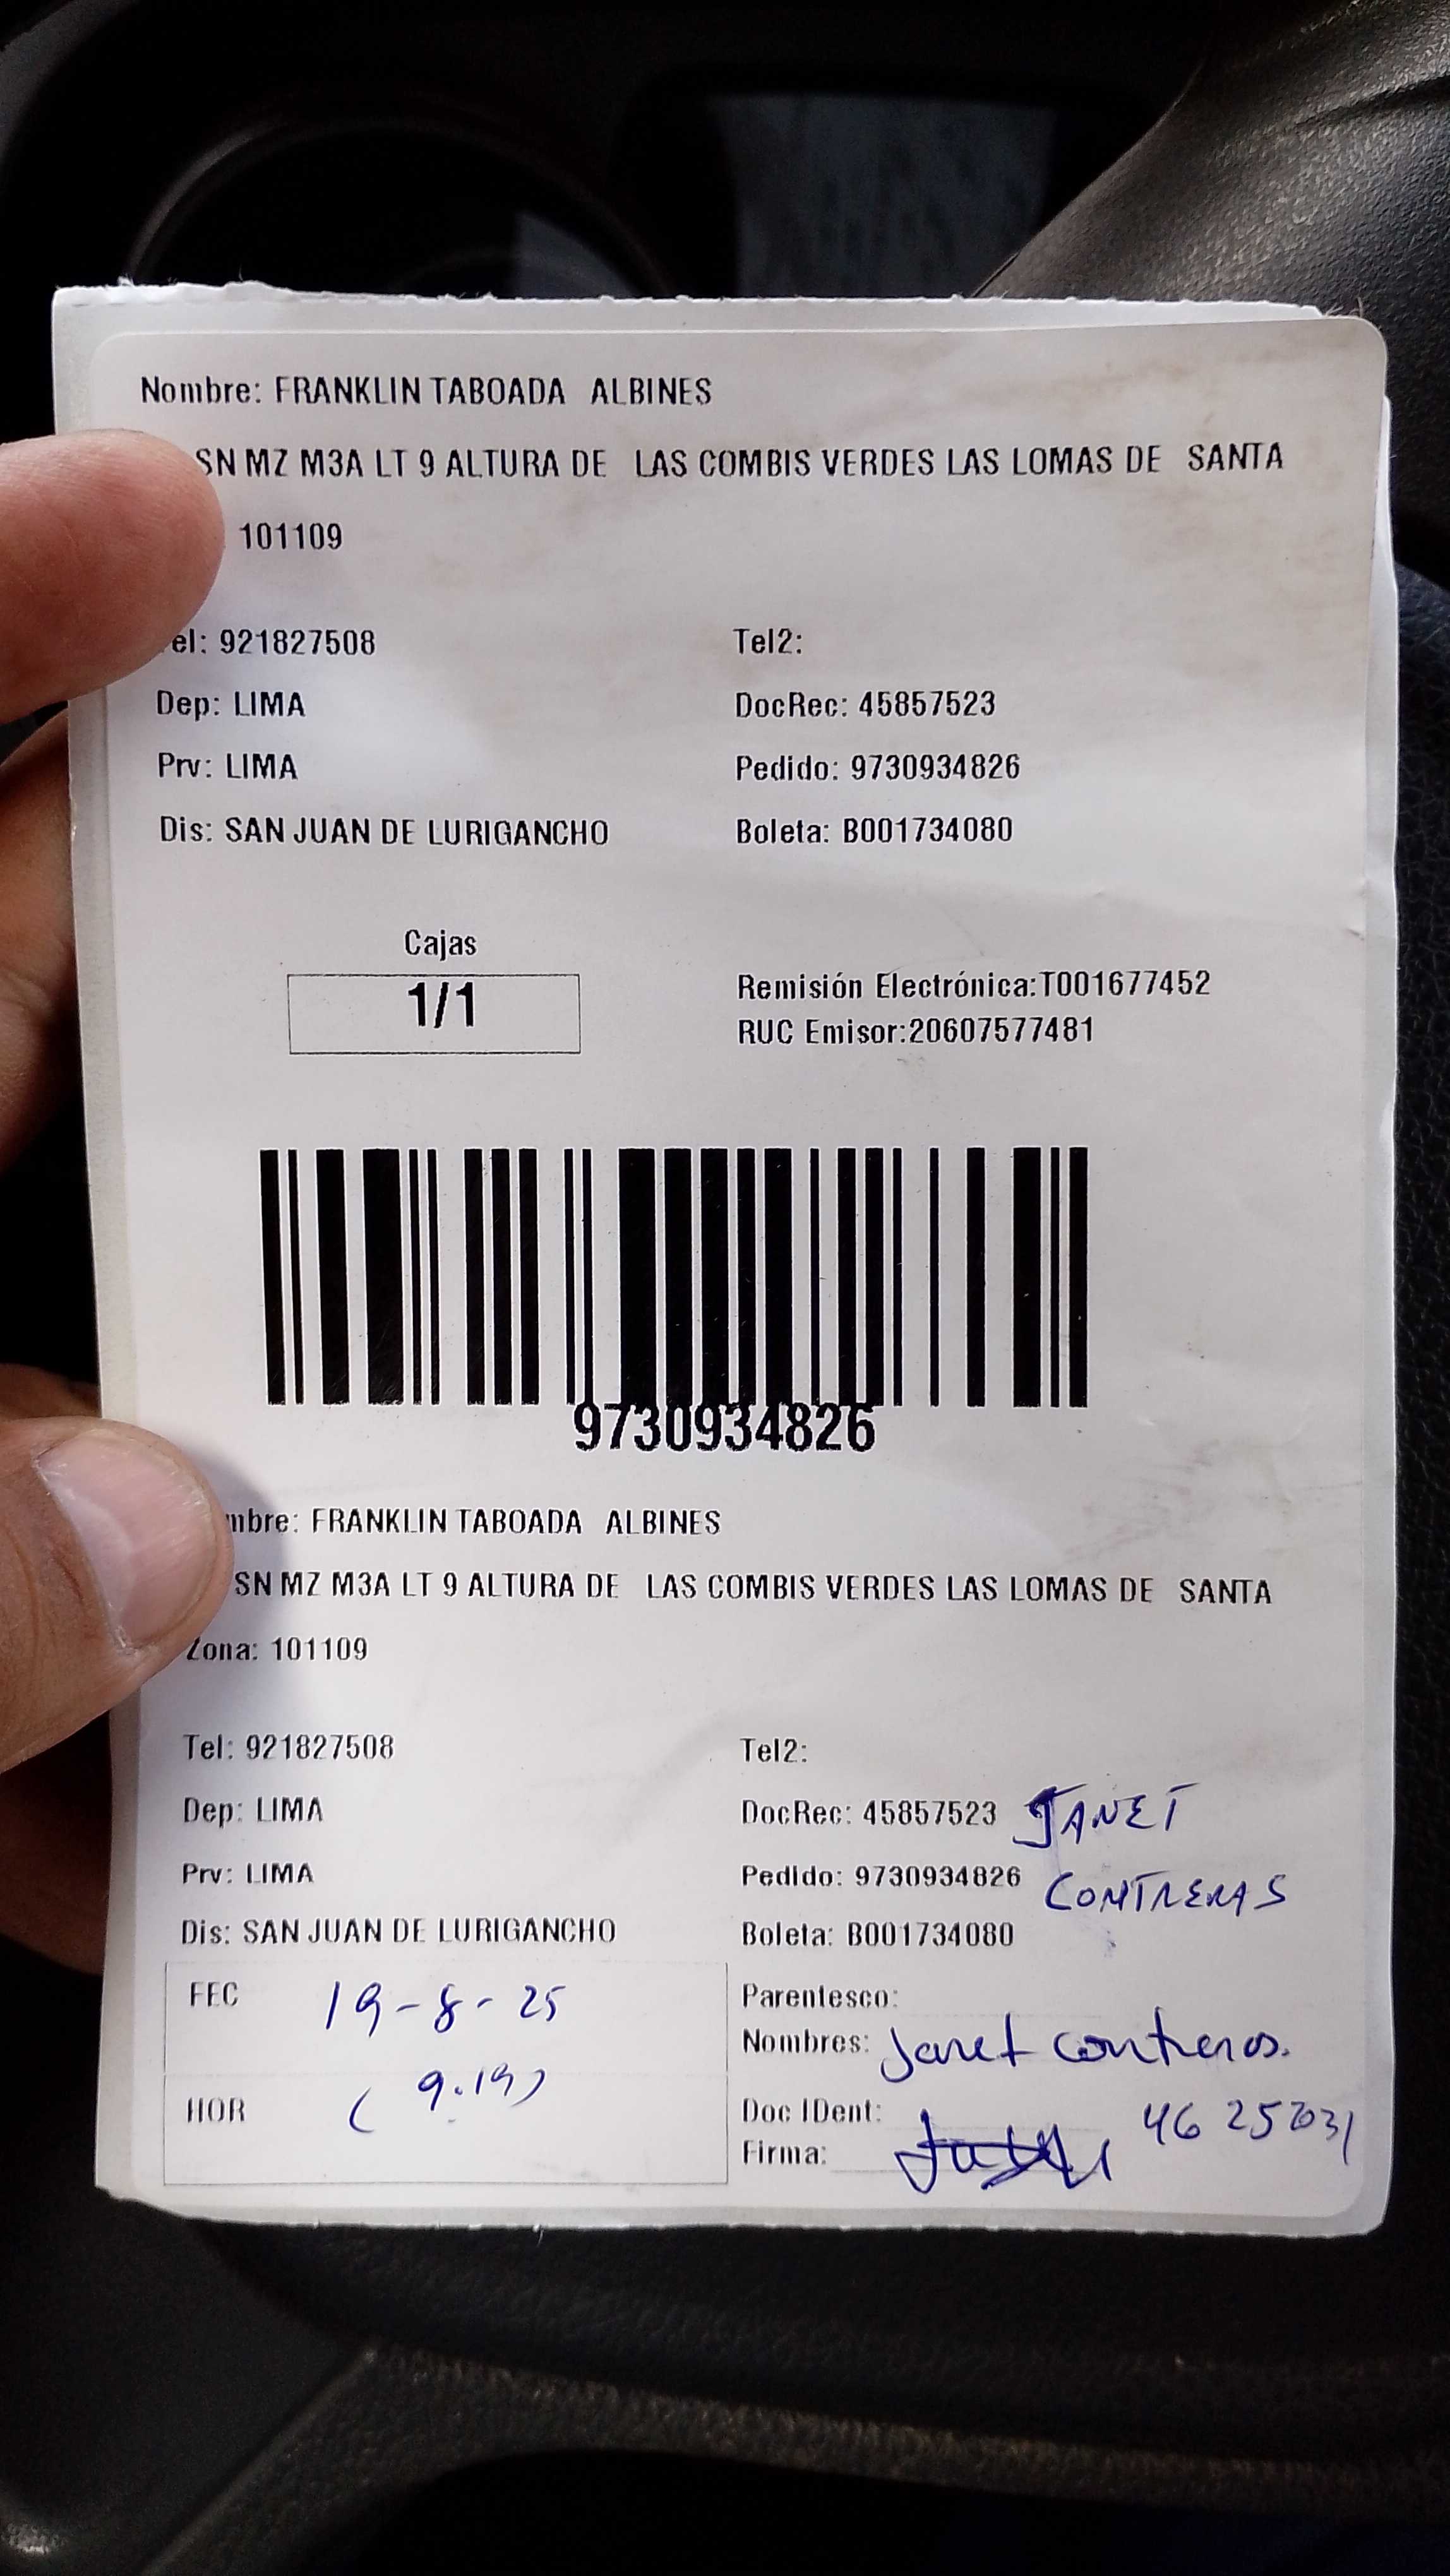 Nombre: FRANKLIN TABOADA ALBINES
SN MZ M3A LT 9 ALTURA DE LAS COMBIS VERDES LAS LOMAS DE SANTA
101109
el: 921827508 Tel2:
Dep: LIMA DocRec: 45857523
Prv: LIMA Pedido: 9730934826
Dis: SAN JUAN DE LURIGANCHO Boleta: B001734080
Cajas
1/1
Remisión Electrónica:T001677452
RUC Emisor:20607577481
9730934826
mbre: FRANKLIN TABOADA ALBINES
SN MZ M3A LT 9 ALTURA DE LAS COMBIS VERDES LAS LOMAS DE SANTA
Zona: 101109
Tel: 921827508 Tel2:
Dep: LIMA DocRec: 45857523 JANET
Prv: LIMA Pedido: 9730934826 CONTRERAS
Dis: SAN JUAN DE LURIGANCHO Boleta: B001734080
FEC 19-8-25 Parentesco:
Nombres: Janet Contreras.
HOR (9.19) Doc IDent:
Firma: